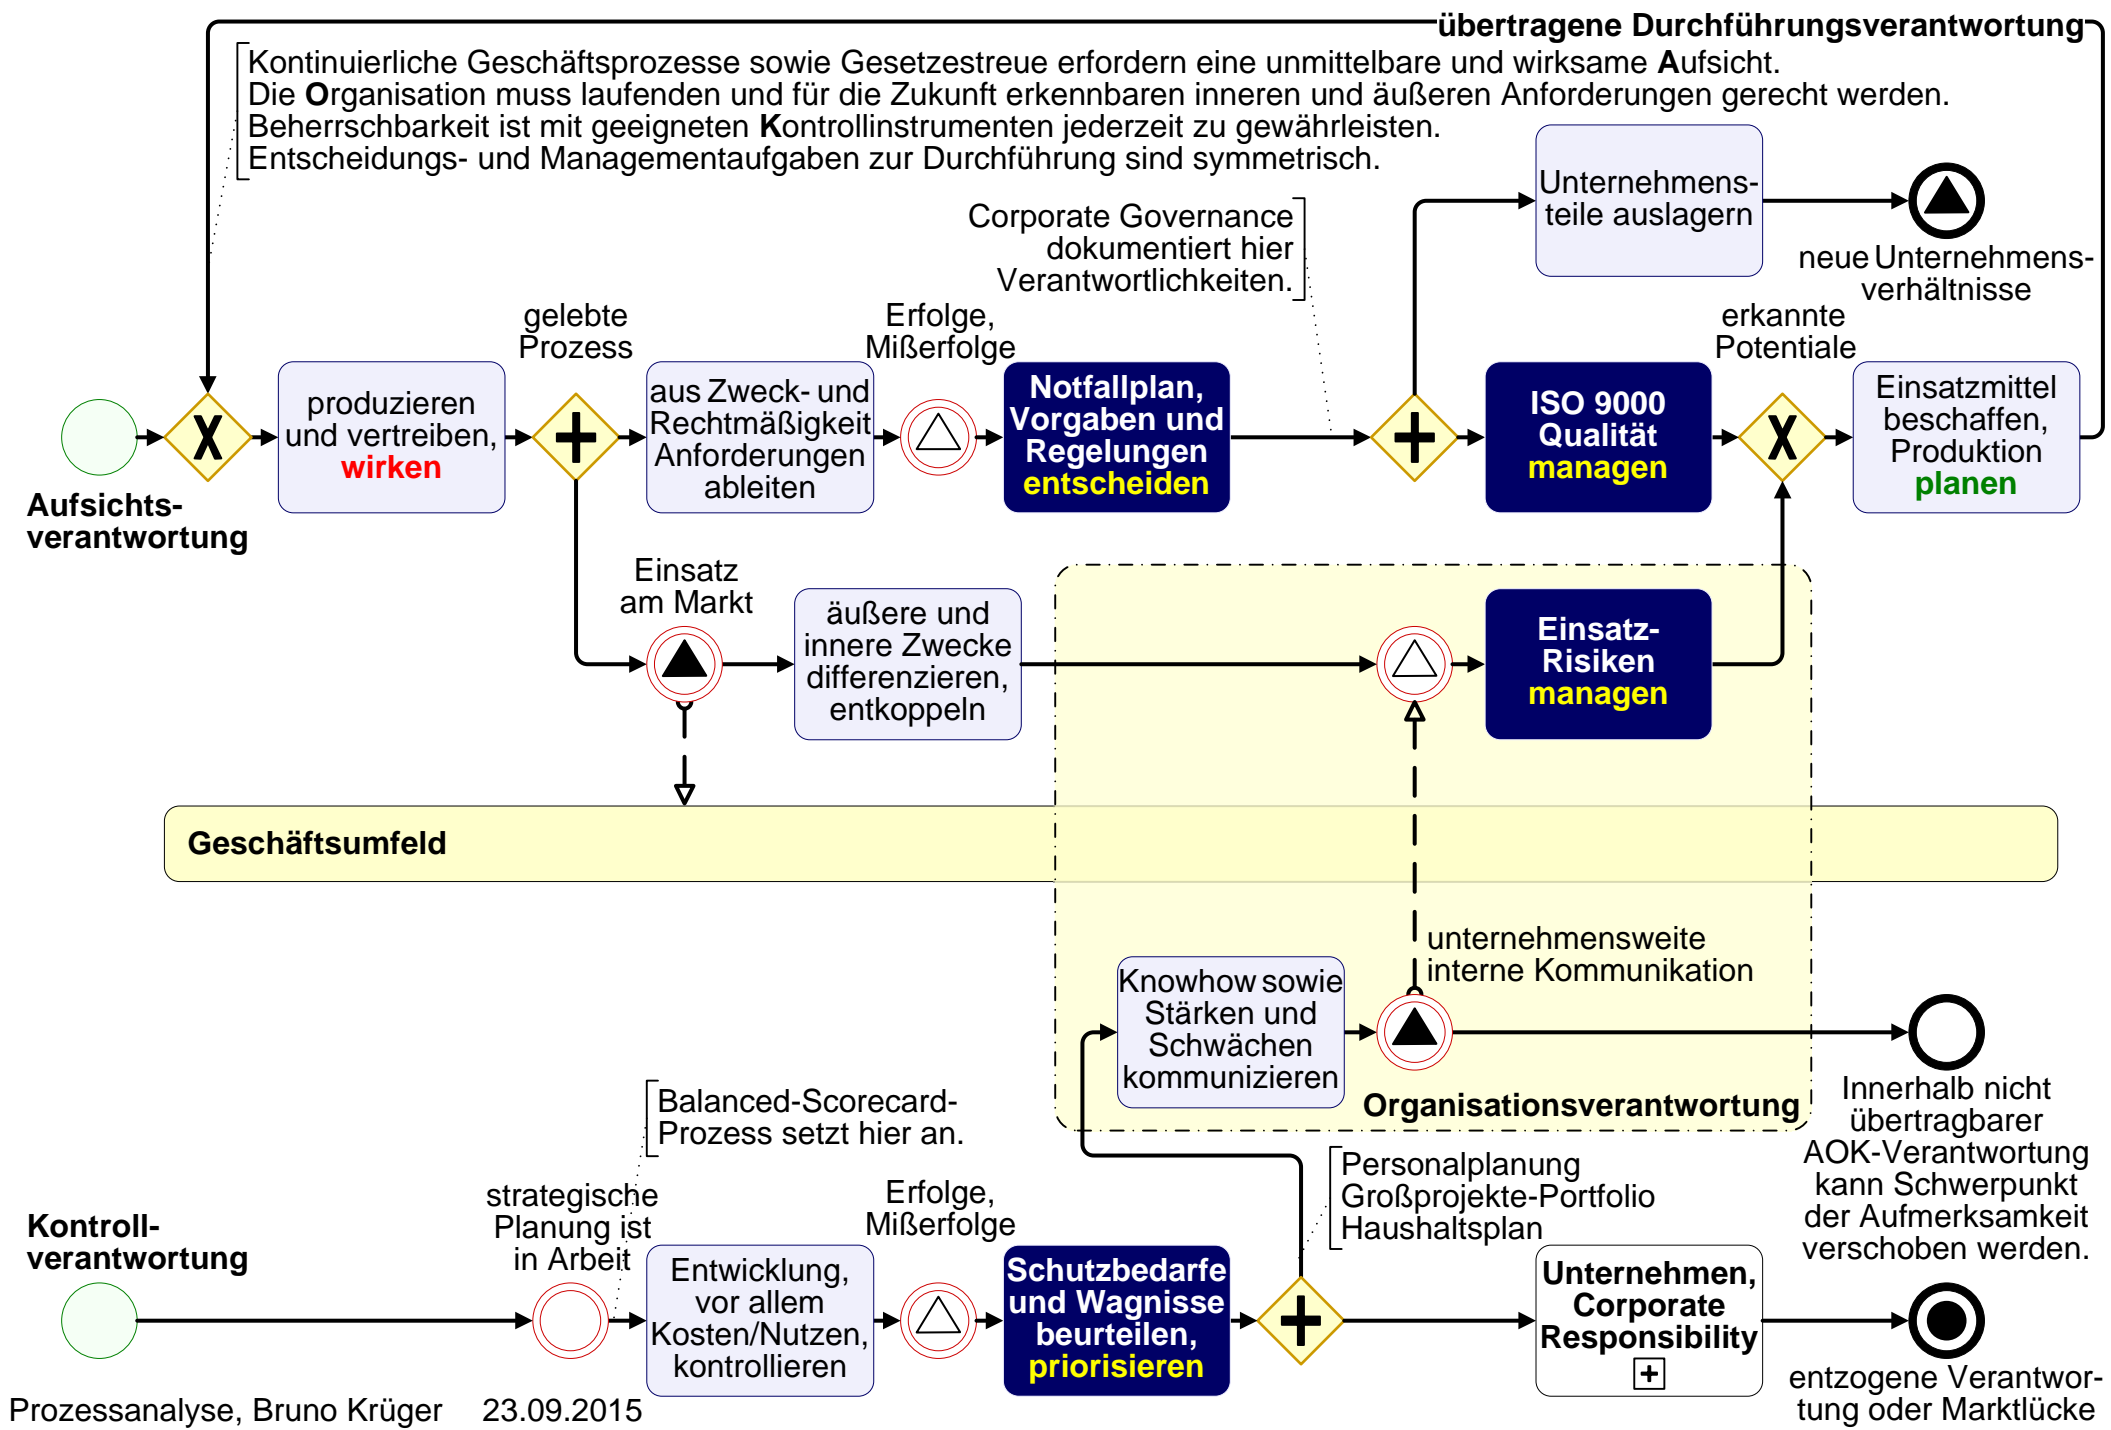 übertragene Durchführungsverantwortung
Kontinuierliche Geschäftsprozesse sowie Gesetzestreue erfordern eine unmittelbare und wirksame Aufsicht.
Die Organisation muss laufenden und für die Zukunft erkennbaren inneren und äußeren Anforderungen gerecht werden.
Beherrschbarkeit ist mit geeigneten Kontrollinstrumenten jederzeit zu gewährleisten.
Entscheidungs- und Managementaufgaben zur Durchführung sind symmetrisch.
Unternehmens-
teile auslagern
neue Unternehmens-
verhältnisse
Corporate Governance
dokumentiert hier
Verantwortlichkeiten.
Aufsichts-
verantwortung
X
produzieren
und vertreiben,
wirken
gelebte
Prozess
aus Zweck- und
Rechtmäßigkeit
Anforderungen
ableiten
Erfolge,
Mißerfolge
Notfallplan,
Vorgaben und
Regelungen
entscheiden
ISO 9000
Qualität
managen
erkannte
Potentiale
X
Einsatzmittel
beschaffen,
Produktion
planen
Einsatz
am Markt
äußere und
innere Zwecke
differenzieren,
entkoppeln
Einsatz-
Risiken
managen
Geschäftsumfeld
unternehmensweite
interne Kommunikation
Knowhow sowie
Stärken und
Schwächen
kommunizieren
Organisationsverantwortung
Innerhalb nicht
übertragbarer
AOK-Verantwortung
kann Schwerpunkt
der Aufmerksamkeit
verschoben werden.
Balanced-Scorecard-
Prozess setzt hier an.
Kontroll-
verantwortung
strategische
Planung ist
in Arbeit
Entwicklung,
vor allem
Kosten/Nutzen,
kontrollieren
Erfolge,
Mißerfolge
Schutzbedarfe
und Wagnisse
beurteilen,
priorisieren
Personalplanung
Großprojekte-Portfolio
Haushaltsplan
Unternehmen,
Corporate
Responsibility
entzogene Verantwor-
tung oder Marktlücke
Prozessanalyse, Bruno Krüger 23.09.2015